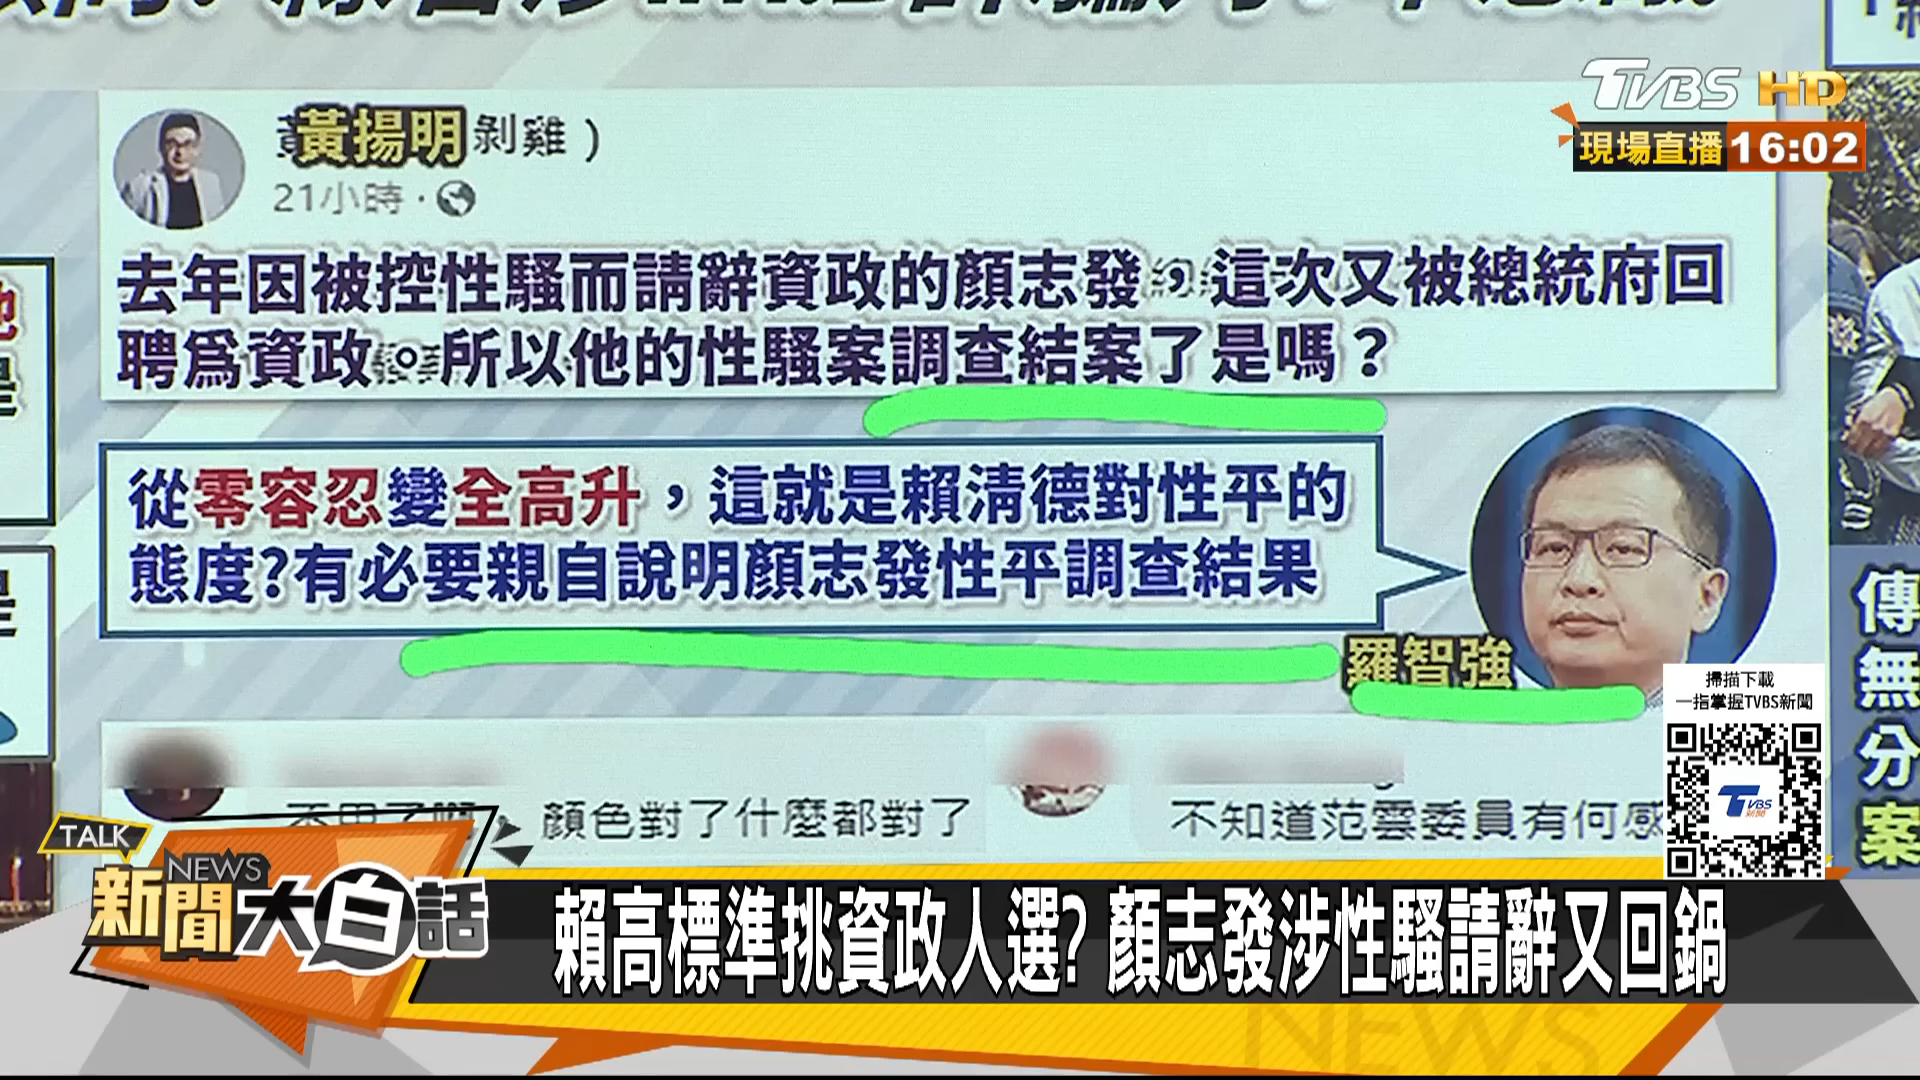 TVBS HD
現場直播 16:02
黃揚明 剝雞）
21小時
去年因被控性騷而請辭資政的顏志發，這次又被總統府回
聘為資政。所以他的性騷案調查結案了是嗎？
從零容忍變全高升，這就是賴清德對性平的
態度?有必要親自說明顏志發性平調查結果
羅智強
掃描下載
一指掌握TVBS新聞
TVBS
新聞
顏色對了什麼都對了
不知道范雲委員有何感
傳
無
分
案
TALK
NEWS
新聞大白話
賴高標準挑資政人選? 顏志發涉性騷請辭又回鍋
NEWS